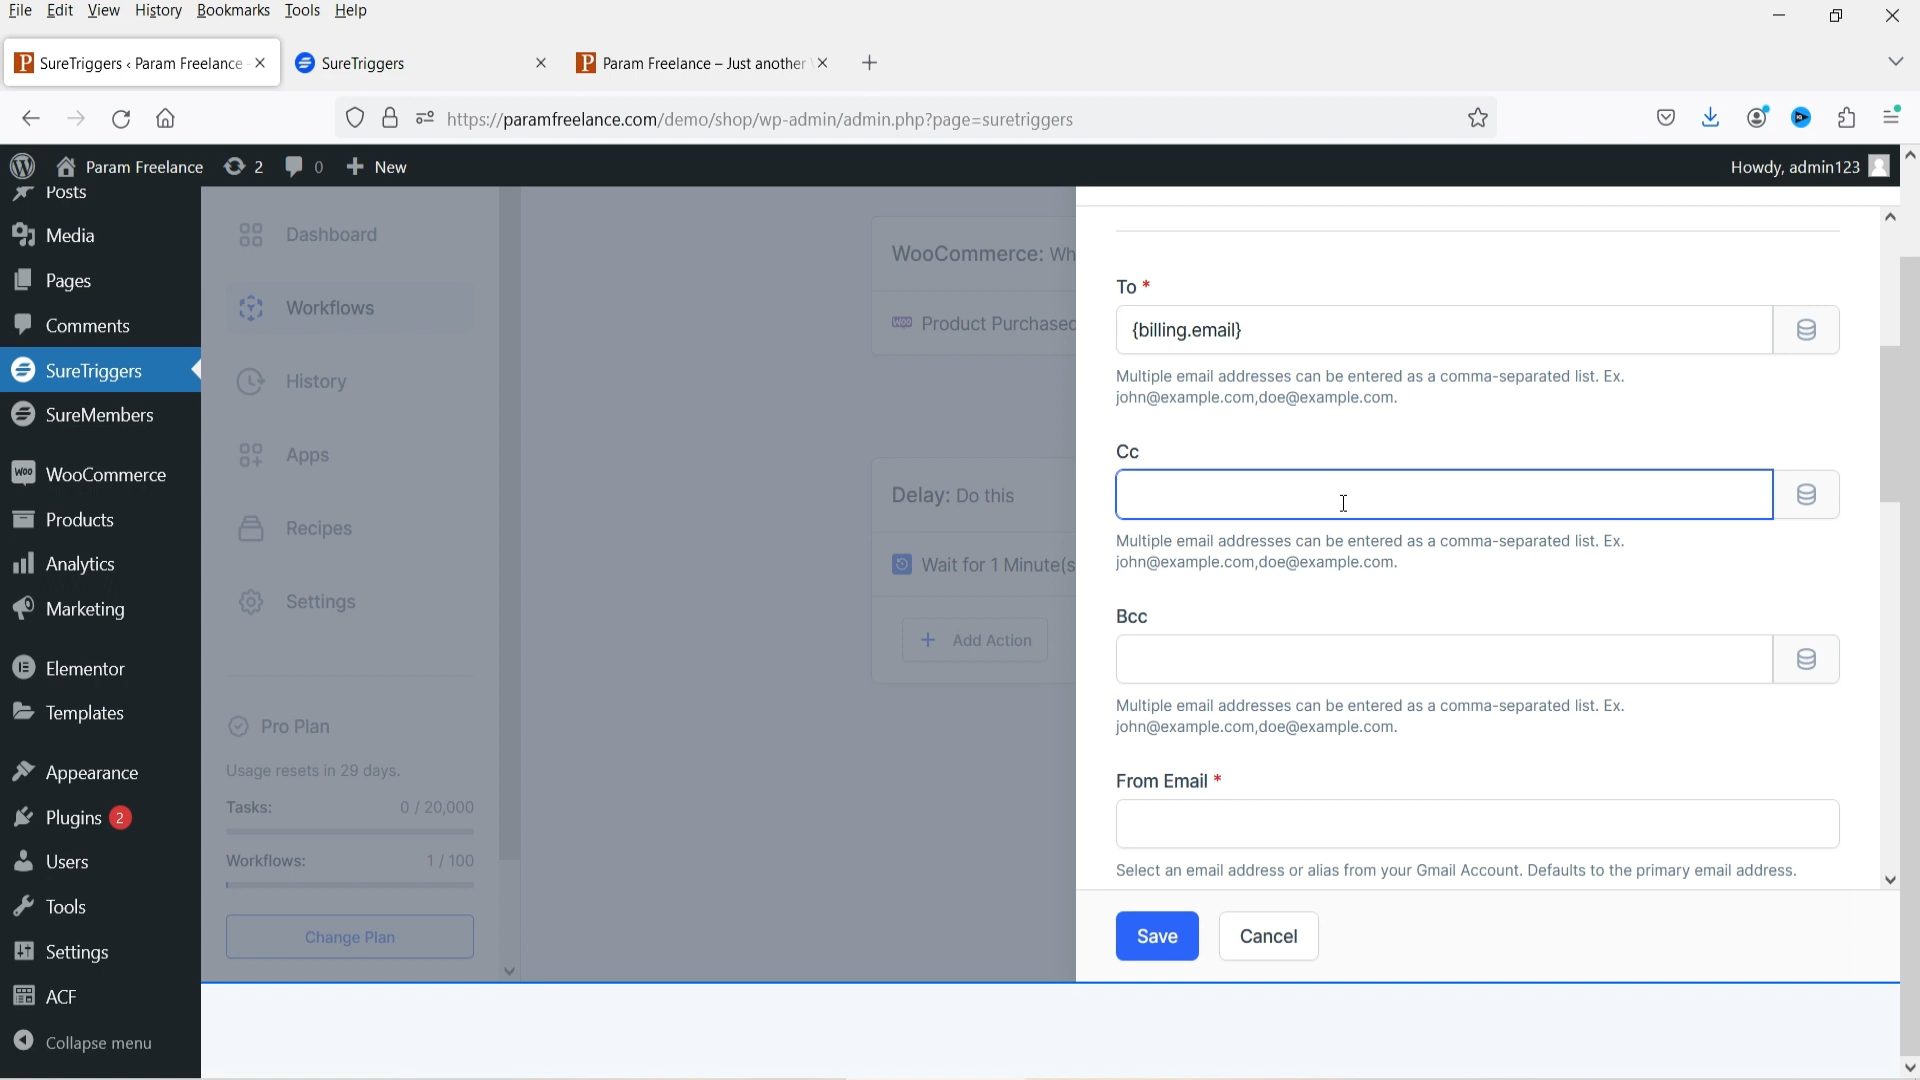 File Edit View History Bookmarks Tools Help
SureTriggers ‹ Param Freelance
SureTriggers
Param Freelance – Just another
https://paramfreelance.com/demo/shop/wp-admin/admin.php?page=suretriggers
Param Freelance 2 0 New
Howdy, admin123
Posts
Media
Pages
Comments
SureTriggers
SureMembers
WooCommerce
Products
Analytics
Marketing
Elementor
Templates
Appearance
Plugins 2
Users
Tools
Settings
ACF
Collapse menu
Dashboard
Workflows
History
Apps
Recipes
Settings
Pro Plan
Usage resets in 29 days.
Tasks: 0 / 20,000
Workflows: 1 / 100
Change Plan
WooCommerce: Wh
Product Purchased
Delay: Do this
Wait for 1 Minute(s
+ Add Action
To *
{billing.email}
Multiple email addresses can be entered as a comma-separated list. Ex.
john@example.com,doe@example.com.
Cc
Multiple email addresses can be entered as a comma-separated list. Ex.
john@example.com,doe@example.com.
Bcc
Multiple email addresses can be entered as a comma-separated list. Ex.
john@example.com,doe@example.com.
From Email *
Select an email address or alias from your Gmail Account. Defaults to the primary email address.
Save
Cancel